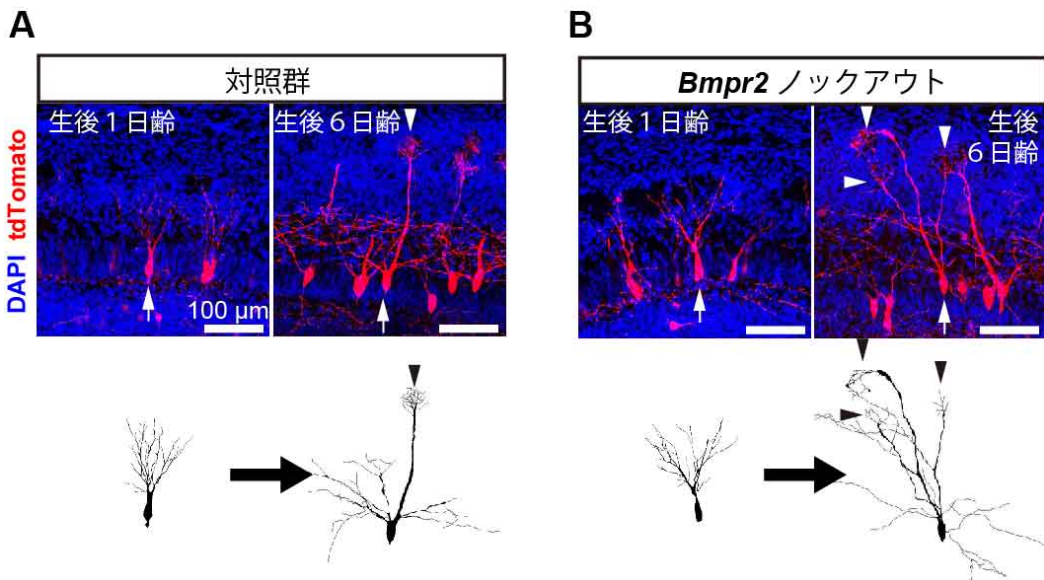 A
対照群
DAPI tdTomato
生後１日齢
生後６日齢
100 µm
B
Bmpr2 ノックアウト
生後１日齢
生後
６日齢